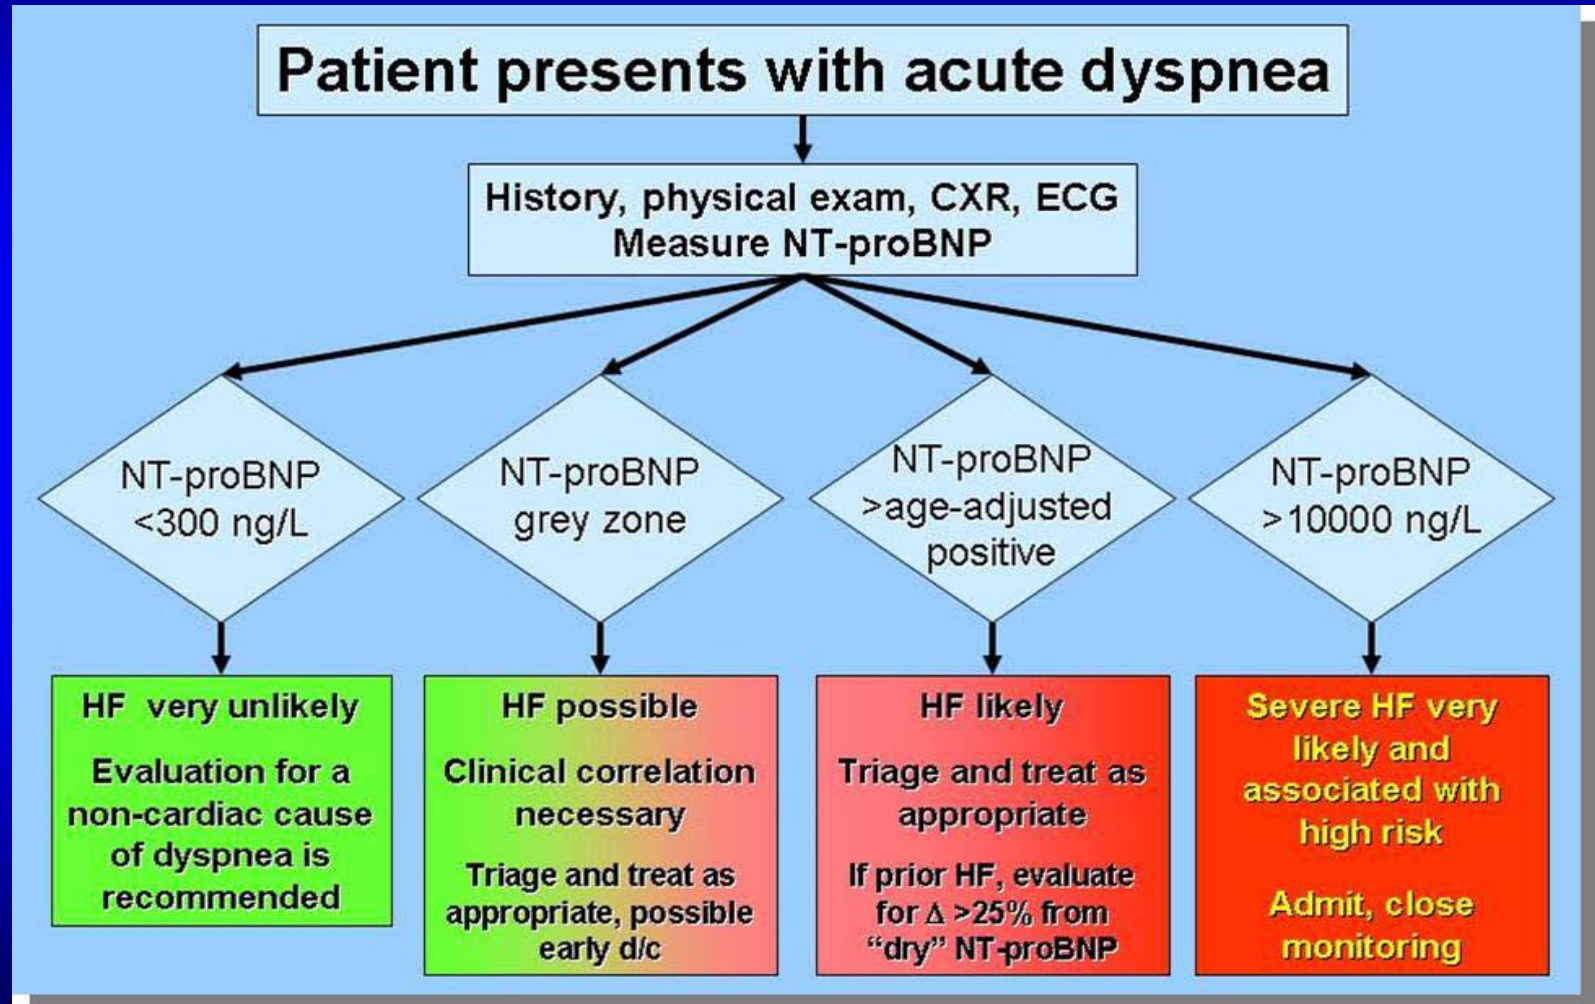 Patient presents with acute dyspnea
History, physical exam, CXR, ECG
Measure NT-proBNP
NT-proBNP
<300 ng/L
NT-proBNP
grey zone
NT-proBNP
>age-adjusted
positive
NT-proBNP
>10000 ng/L
HF very unlikely
Evaluation for a
non-cardiac cause
of dyspnea is
recommended
HF possible
Clinical correlation
necessary
Triage and treat as
appropriate, possible
early d/c
HF likely
Triage and treat as
appropriate
If prior HF, evaluate
for Δ >25% from
“dry” NT-proBNP
Severe HF very
likely and
associated with
high risk
Admit, close
monitoring